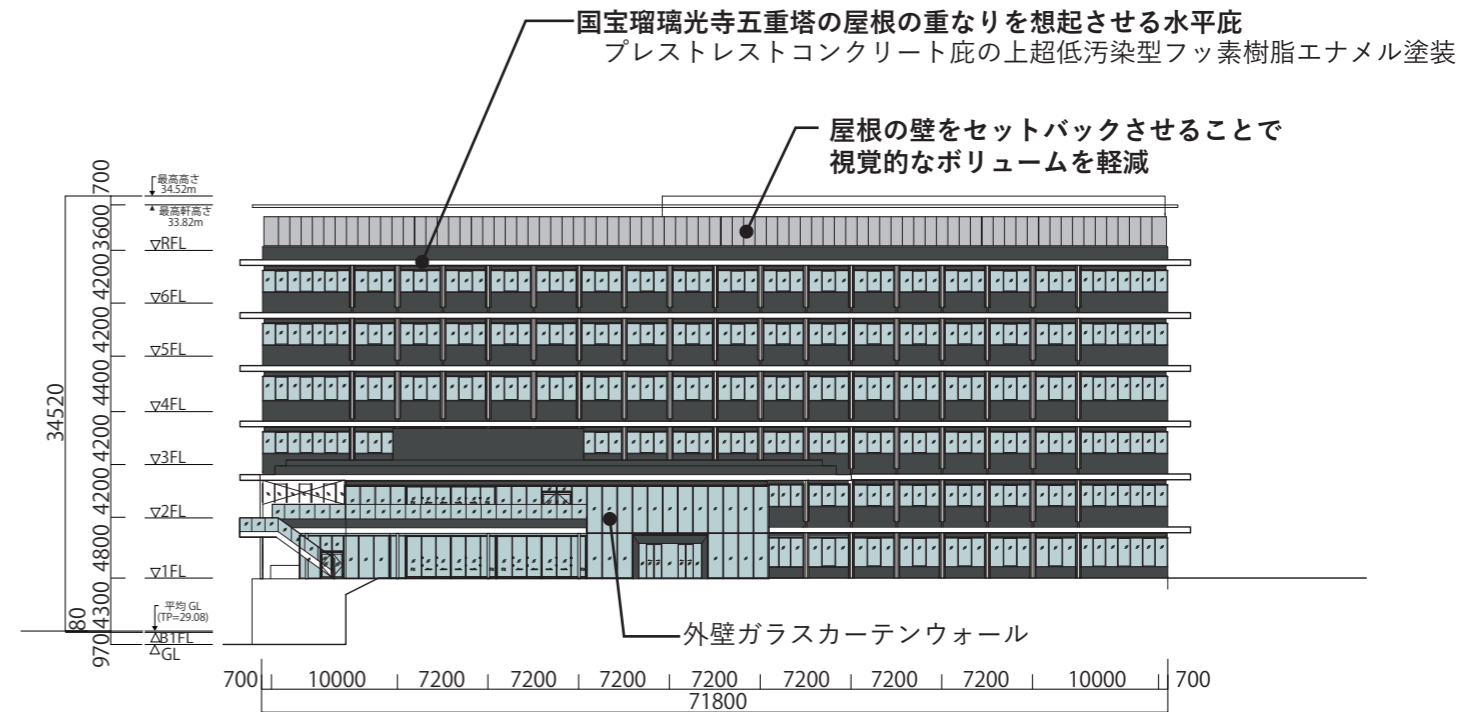 国宝瑠璃光寺五重塔の屋根の重なりを想起させる水平庇
プレストレストコンクリート庇の上超低汚染型フッ素樹脂エナメル塗装
屋根の壁をセットバックさせることで
視覚的なボリュームを軽減
700
最高高さ
34.52m
最高軒高さ
33.82m
3600
▽RFL
4200
▽6FL
4200
▽5FL
4400
▽4FL
4200
▽3FL
4200
▽2FL
4800
▽1FL
4300
34520
80
平均 GL
(TP=29.08)
△B1FL
970
△GL
外壁ガラスカーテンウォール
700 10000 7200 7200 7200 7200 7200 7200 7200 10000 700
71800